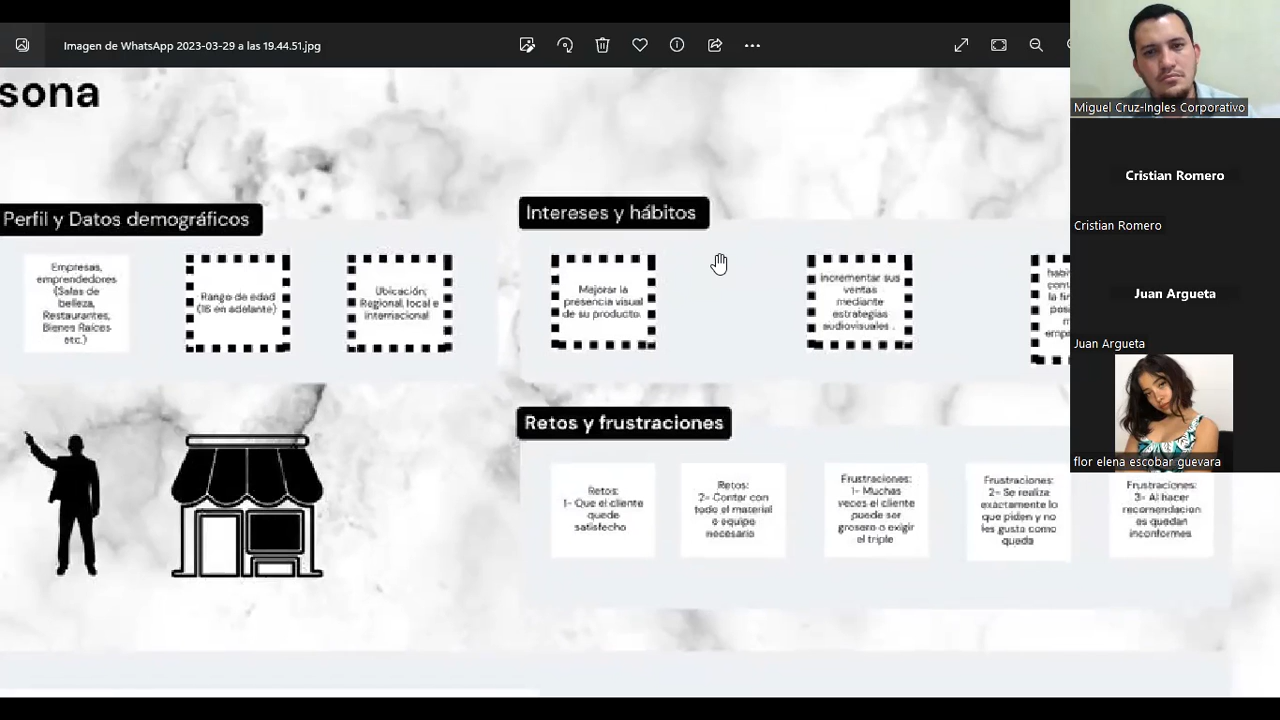 Imagen de WhatsApp 2023-03-29 a las 19.44.51.jpg
sona
Perfil y Datos demográficos
Empresas,
emprendedores
(Salas de
belleza,
Restaurantes,
Bienes Raíces
etc.)
Rango de edad
(16 en adelante)
Ubicación;
Regional, local e
internacional
Intereses y hábitos
Mejorar la
presencia visual
de su producto.
Incrementar sus
ventas
mediante
estrategias
audiovisuales .
Retos y frustraciones
Retos:
1- Que el cliente
quede
satisfecho
Retos:
2- Contar con
todo el material
o equipo
necesario
Frustraciones:
1- Muchas
veces el cliente
puede ser
grosero o exigir
el triple
Frustraciones:
2- Se realiza
exactamente lo
que piden y no
les gusta como
queda
Frustraciones:
3- Al hacer
recomendacion
es quedan
inconformes
Miguel Cruz-Ingles Corporativo
Cristian Romero
Cristian Romero
Juan Argueta
Juan Argueta
flor elena escobar guevara